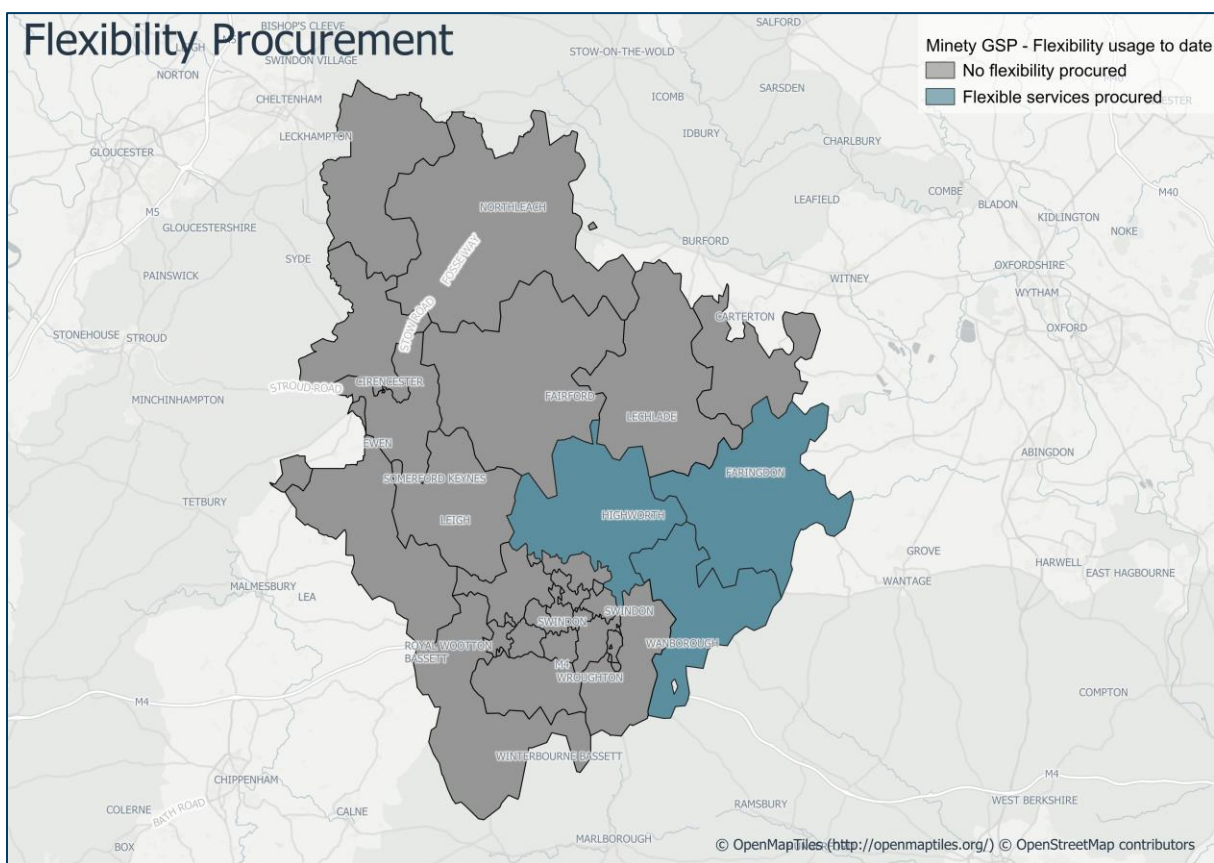 Flexibility Procurement
Minety GSP - Flexibility usage to date
No flexibility procured
Flexible services procured
BISHOP'S CLEEVE
SALFORD
M5
STOW-ON-THE-WOLD
SWINDON VILLAGE
NORTON
ICOMB
SARSDEN
CHELTENHAM
IDBURY
LECKHAMPTON
CHARLBURY
GLOUCESTER
COMBE
M40
LEAFIELD
BLADON
NORTHLEACH
M5
KIDLINGTON
GLOUCESTERSHIRE
NOKE
BURFORD
FOSSE WAY
SYDE
OXFORDSHIRE
PAINSWICK
WITNEY
WYTHAM
STOW ROAD
CARTERTON
OXFORD
STONEHOUSE
STROUD
CIRENCESTER
STROUD ROAD
FAIRFORD
MINCHINHAMPTON
LECHLADE
EWEN
ABINGDON
FARINGDON
SOMERFORD KEYNES
TETBURY
HIGHWORTH
LEIGH
GROVE
HARWELL
EAST HAGBOURNE
WANTAGE
MALMESBURY
LEA
SWINDON
SWINDON
ROYAL WOOTTON
BASSETT
WANBOROUGH
M4
WROUGHTON
COMPTON
M4
WINTERBOURNE BASSETT
M4
CHIPPENHAM
WEST BERKSHIRE
COLERNE
BATH ROAD
CALNE
RAMSBURY
MARLBOROUGH
BOX
© OpenMapTiles (http://openmaptiles.org/) © OpenStreetMap contributors